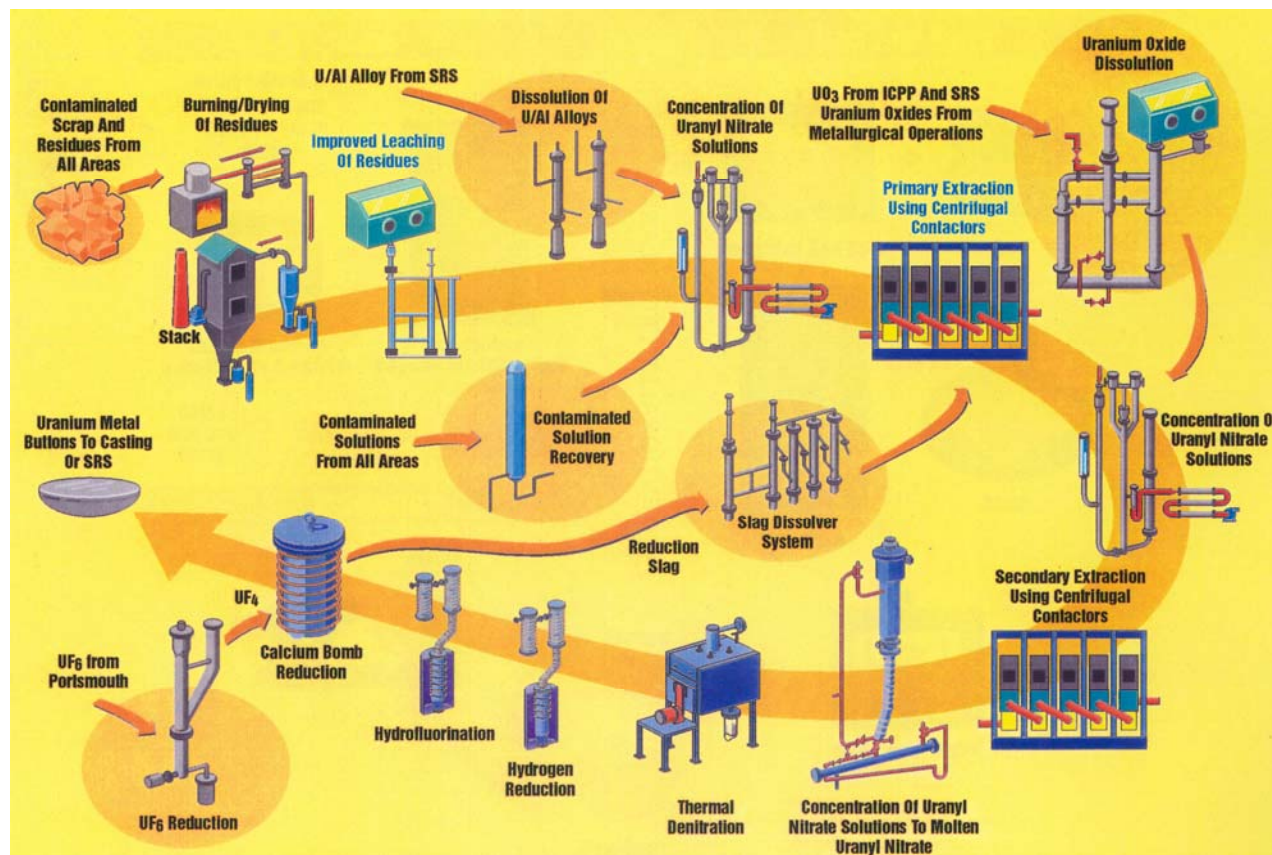 Contaminated
Scrap And
Residues From
All Areas
Burning/Drying
Of Residues
Stack
U/Al Alloy From SRS
Improved Leaching
Of Residues
Dissolution Of
U/Al Alloys
Concentration Of
Uranyl Nitrate
Solutions
UO3 From ICPP And SRS
Uranium Oxides From
Metallurgical Operations
Uranium Oxide
Dissolution
Primary Extraction
Using Centrifugal
Contactors
Uranium Metal
Buttons To Casting
Or SRS
Contaminated
Solutions
From All Areas
Contaminated
Solution
Recovery
Slag Dissolver
System
Concentration O
Uranyl Nitrate
Solutions
Reduction
Slag
UF4
Calcium Bomb
Reduction
UF6 from
Portsmouth
UF6 Reduction
Hydrofluorination
Hydrogen
Reduction
Thermal
Denitration
Concentration Of Uranyl
Nitrate Solutions To Molten
Uranyl Nitrate
Secondary Extraction
Using Centrifugal
Contactors